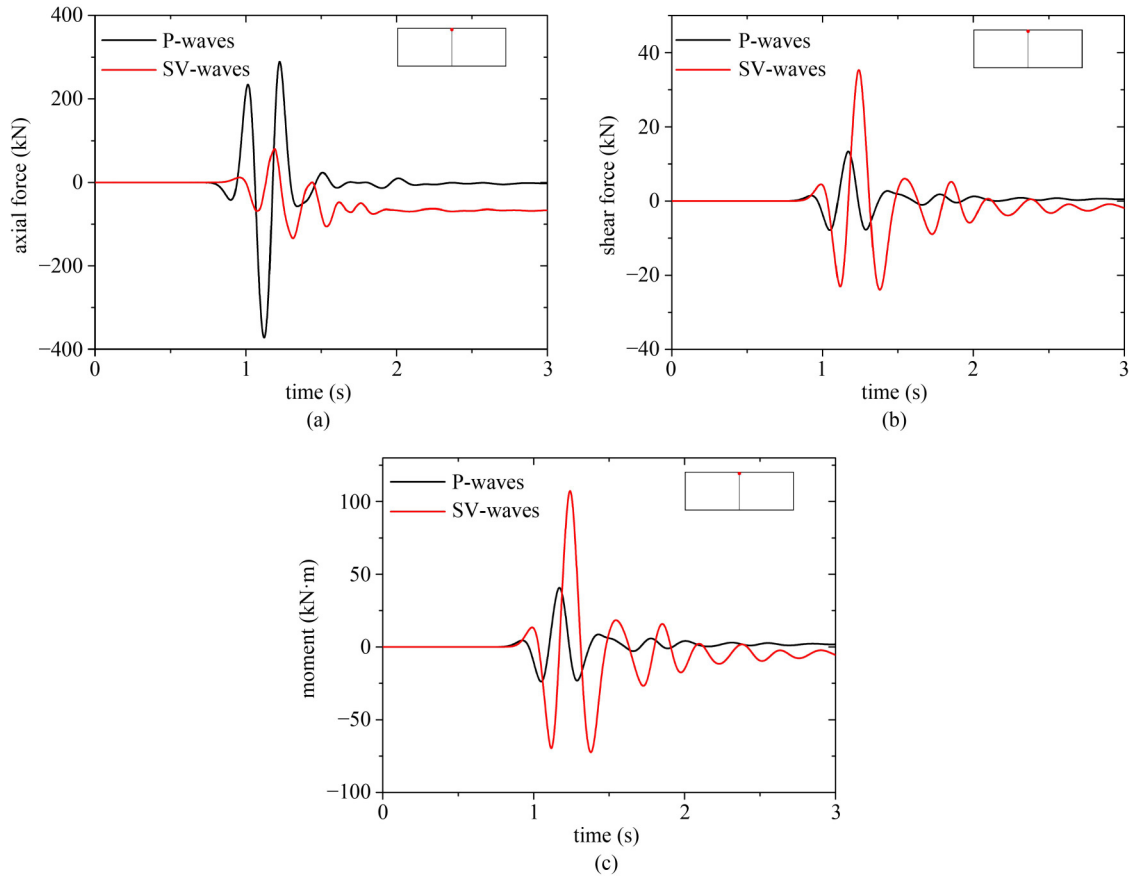 400
200
0
−200
−400
axial force (kN)
P-waves
SV-waves
0
1
2
3
time (s)
(a)
40
20
0
−20
−40
shear force (kN)
P-waves
SV-waves
0
1
2
3
time (s)
(b)
100
50
0
−50
−100
moment (kN·m)
P-waves
SV-waves
0
1
2
3
time (s)
(c)